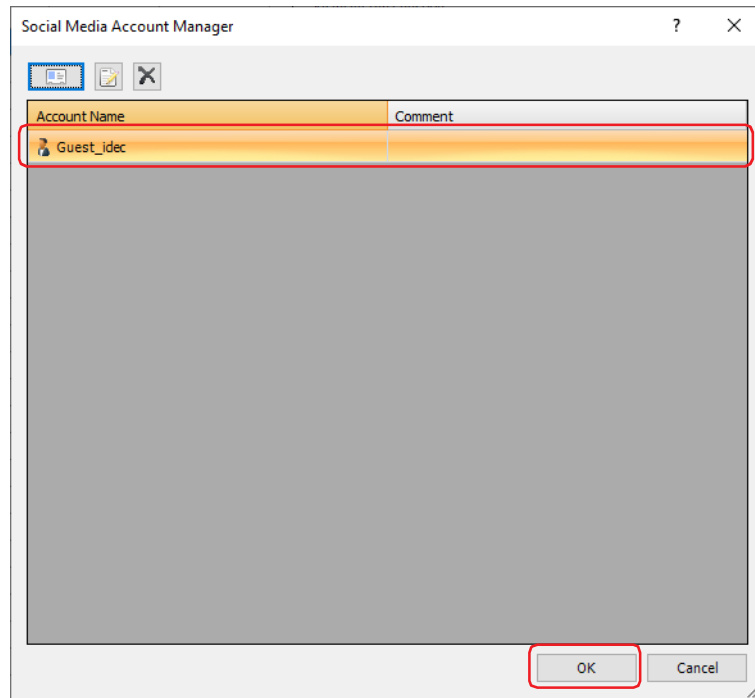 Social Media Account Manager
?
Account Name Comment
Guest_idec
OK Cancel